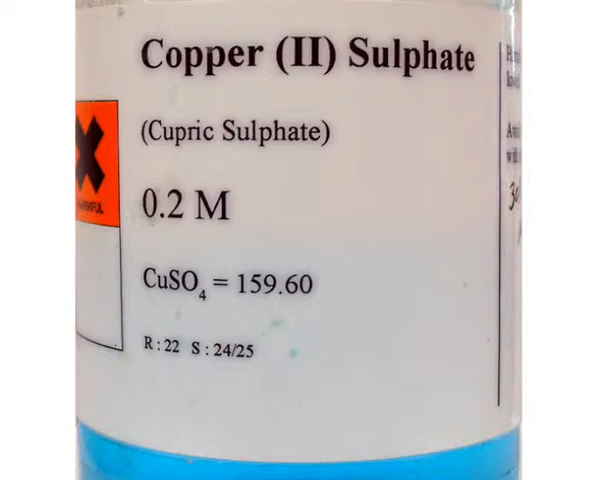 Copper (II) Sulphate
(Cupric Sulphate)
0.2 M
CuSO₄ = 159.60
R : 22 S : 24/25